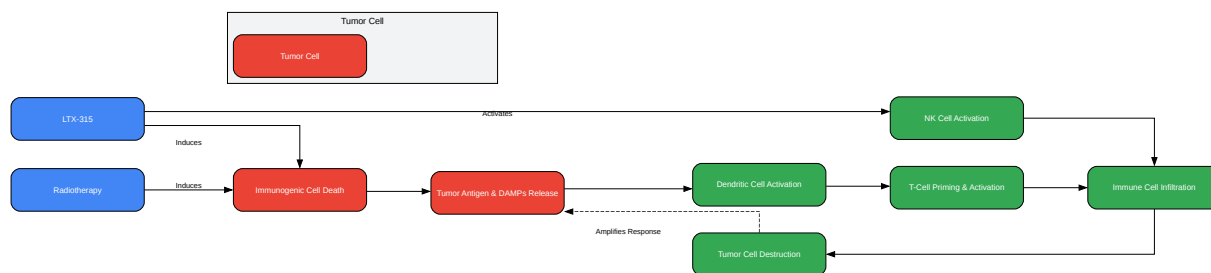 Tumor Cell
Tumor Cell
LTX-315
Activates
NK Cell Activation
Induces
Radiotherapy
Induces
Immunogenic Cell Death
Tumor Antigen & DAMPs Release
Dendritic Cell Activation
T-Cell Priming & Activation
Immune Cell Infiltration
Amplifies Response
Tumor Cell Destruction